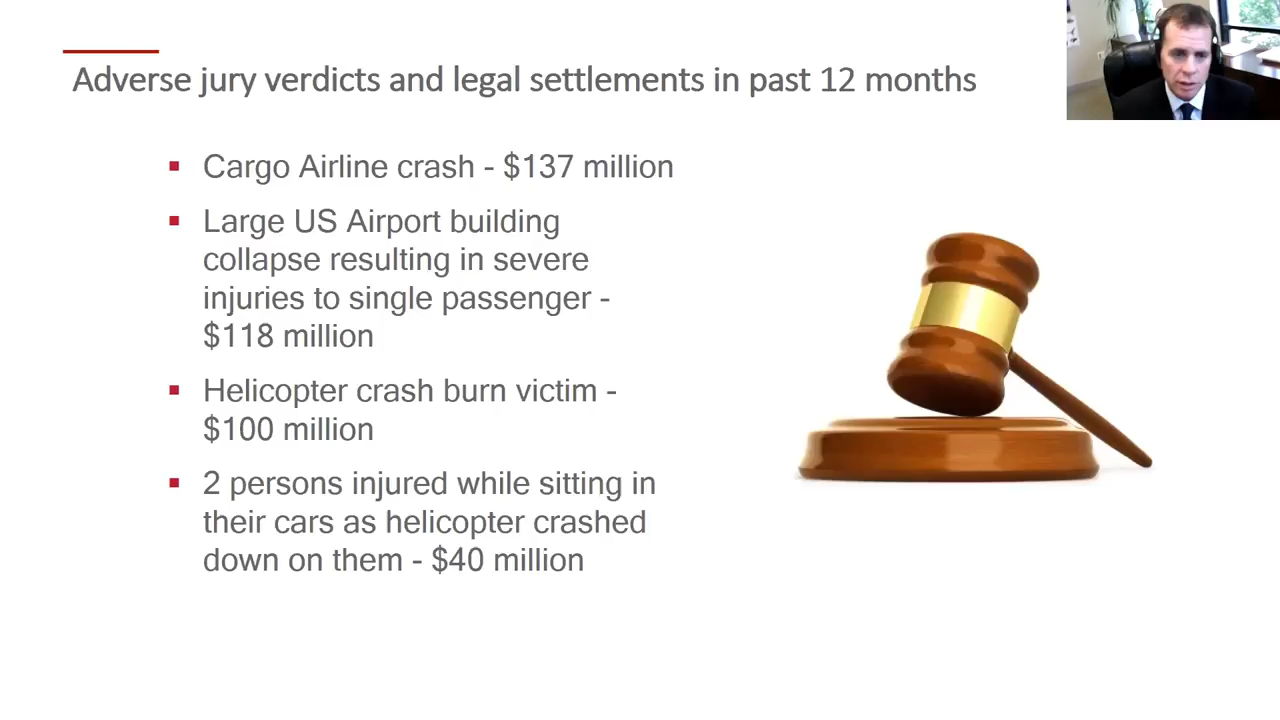 Adverse jury verdicts and legal settlements in past 12 months
Cargo Airline crash - $137 million
Large US Airport building
collapse resulting in severe
injuries to single passenger -
$118 million
Helicopter crash burn victim -
$100 million
2 persons injured while sitting in
their cars as helicopter crashed
down on them - $40 million